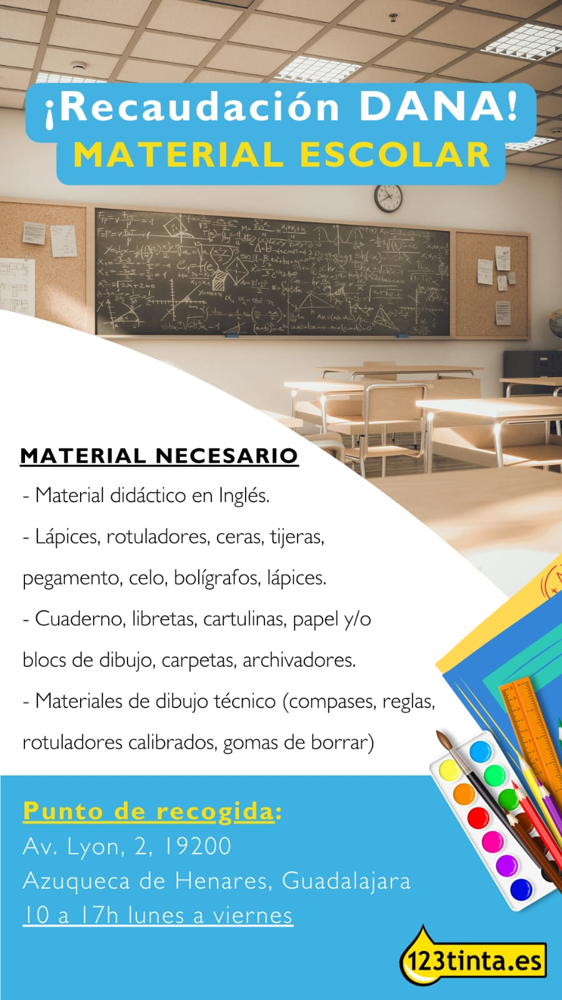 ¡Recaudación DANA!
MATERIAL ESCOLAR
MATERIAL NECESARIO
- Material didáctico en Inglés.
- Lápices, rotuladores, ceras, tijeras,
pegamento, celo, bolígrafos, lápices.
- Cuaderno, libretas, cartulinas, papel y/o
blocs de dibujo, carpetas, archivadores.
- Materiales de dibujo técnico (compases, reglas,
rotuladores calibrados, gomas de borrar)
Punto de recogida:
Av. Lyon, 2, 19200
Azuqueca de Henares, Guadalajara
10 a 17h lunes a viernes
123tinta.es